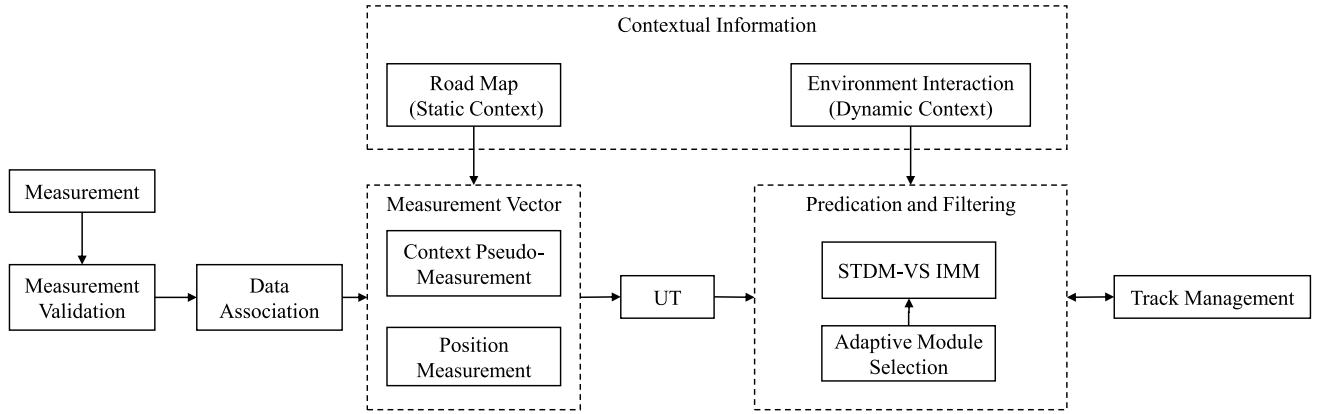 Contextual Information
Road Map
(Static Context)
Environment Interaction
(Dynamic Context)
Measurement
Measurement
Validation
Data
Association
Measurement Vector
Context Pseudo-
Measurement
Position
Measurement
UT
Predication and Filtering
STDM-VS IMM
Adaptive Module
Selection
Track Management